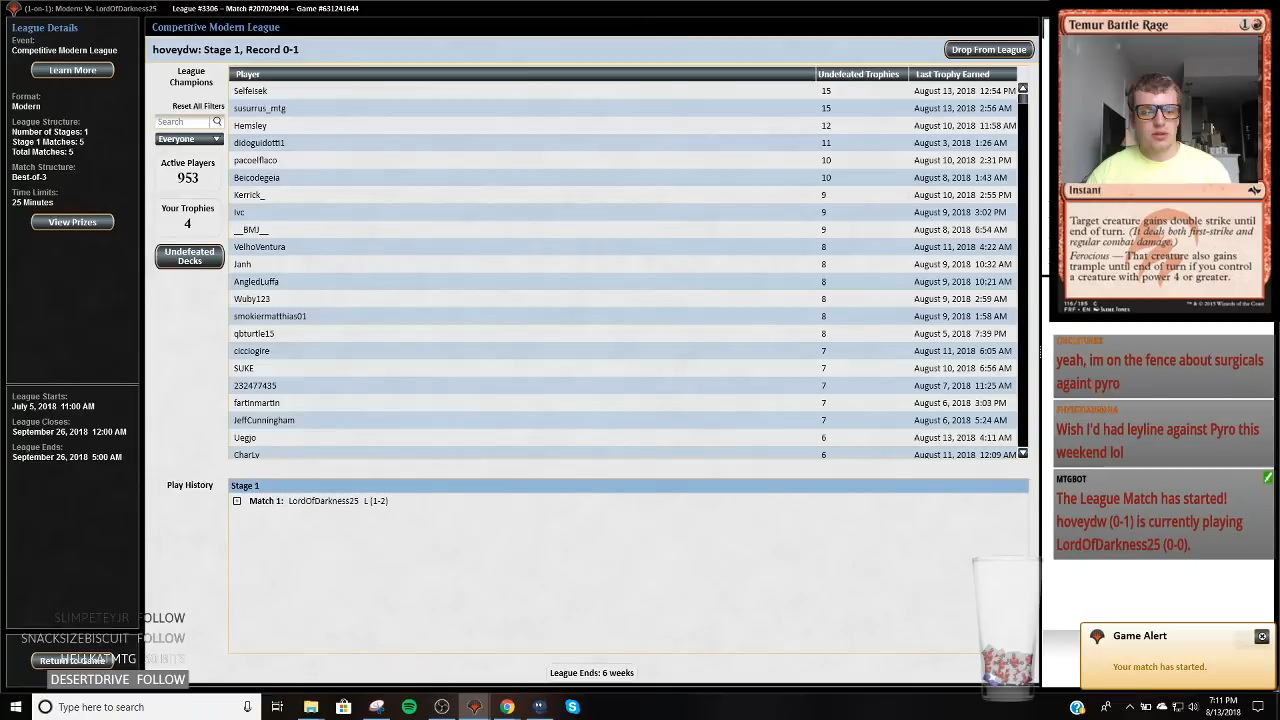 (1-on-1): Modern: Vs. LordOfDarkness25
League #3306 - Match #207029494 - Game #631241644
League Details
Event:
Competitive Modern League
Learn More
Format:
Modern
League Structure:
Number of Stages: 1
Stage 1 Matches: 5
Total Matches: 5
Match Structure:
Best-of-3
Time Limits:
25 Minutes
View Prizes
League Starts:
July 5, 2018 11:00 AM
League Closes:
September 26, 2018 12:00 AM
League Ends:
September 26, 2018 5:00 AM
Competitive Modern League
hoveydw: Stage 1, Record 0-1
Drop From League
League
Champions
Reset All Filters
Search
Everyone
Active Players
953
Your Trophies
4
Undefeated
Decks
Player Undefeated Trophies Last Trophy Earned
Selfeisek 15 August 13, 2018 12:54 PM
susurrus_mtg 15 August 13, 2018 2:56 AM
Hemsley 12 August 10, 2018 11:58 AM
didoguidotti1 11 August 3, 2018 1:26 AM
pacoelflaco 10 August 10, 2018 2:31 PM
Beicodegeia 10 August 8, 2018 1:43 AM
Kerrick_ 9 August 10, 2018 2:55 PM
lvc 9 August 9, 2018 3:02 PM
__BMJ__ 9 August 8, 2018 6:54 AM
VelhoVentura 8 August 11, 2018 4:22 AM
Janh 8 August 9, 2018 10:32 AM
AngledLuffa 8 August 9, 2018 10:21 AM
Wuby123 8 August 9, 2018 2:59 AM
smokiermatthias01 8 August 9, 2018 1:58 AM
qbturtle15 8 August 5, 2018 7:39 PM
cicciogire 7 August 11, 2018 6:05 AM
SUKE 7 August 10, 2018 6:56 AM
232477435 7 August 7, 2018 11:25 AM
fartinmartin 7 August 6, 2018 3:03 PM
JeffCunningham 7 August 6, 2018 5:24 AM
Uegjo 6 August 13, 2018 4:11 AM
CharLy 6 August 11, 2018 12:09 AM
Play History
Stage 1
Match 1: LordOfDarkness25 L (1-2)
League Ends: 6 weeks
SLIMPETEYJR FOLLOW
SNACKSIZEBISCUIT FOLLOW
Return to Game
HELLKATMTG
BITS
DESERTDRIVE FOLLOW
Temur Battle Rage 1
Instant
Target creature gains double strike until
end of turn. (It deals both first-strike and
regular combat damage.)
Ferocious — That creature also gains
trample until end of turn if you control
a creature with power 4 or greater.
116/185 C
FRF • EN
™ & © 2015 Wizards of the Coast
yeah, im on the fence about surgicals
againt pyro
Wish I'd had leyline against Pyro this
weekend lol
MTGBOT
The League Match has started!
hoveydw (0-1) is currently playing
LordOfDarkness25 (0-0).
Game Alert
Your match has started.
Type here to search
7:11 PM
8/13/2018